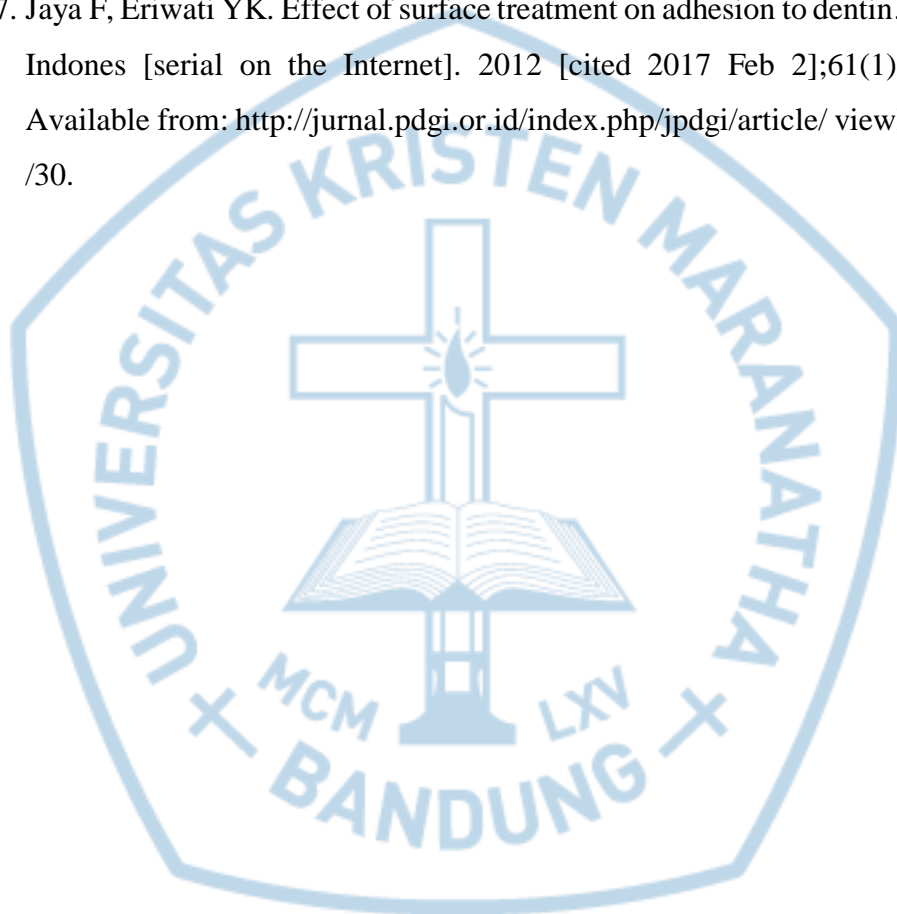 7. Jaya F, Eriwati YK. Effect of surface treatment on adhesion to dentin.
Indones [serial on the Internet]. 2012 [cited 2017 Feb 2];61(1)
Available from: http://jurnal.pdgi.or.id/index.php/jpdgi/article/ view
/30.
UNIVERSITAS KRISTEN MARANATHA
MCM LXV
BANDUNG